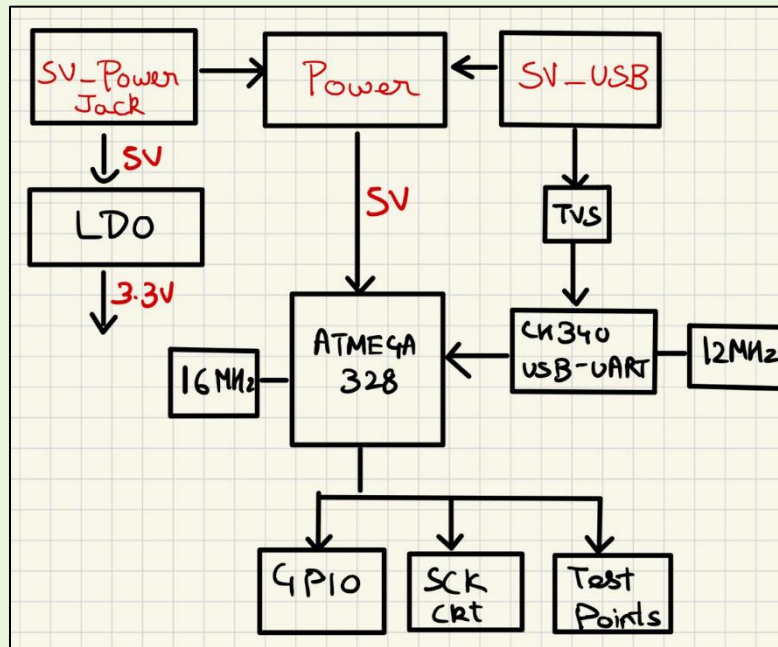 5V_Power
Jack
Power
5V_USB
5V
LDO
3.3V
5V
TVS
ATMEGA
328
16MHz
CH340
USB-UART
12MHz
GPIO
SCK
CRT
Test
Points